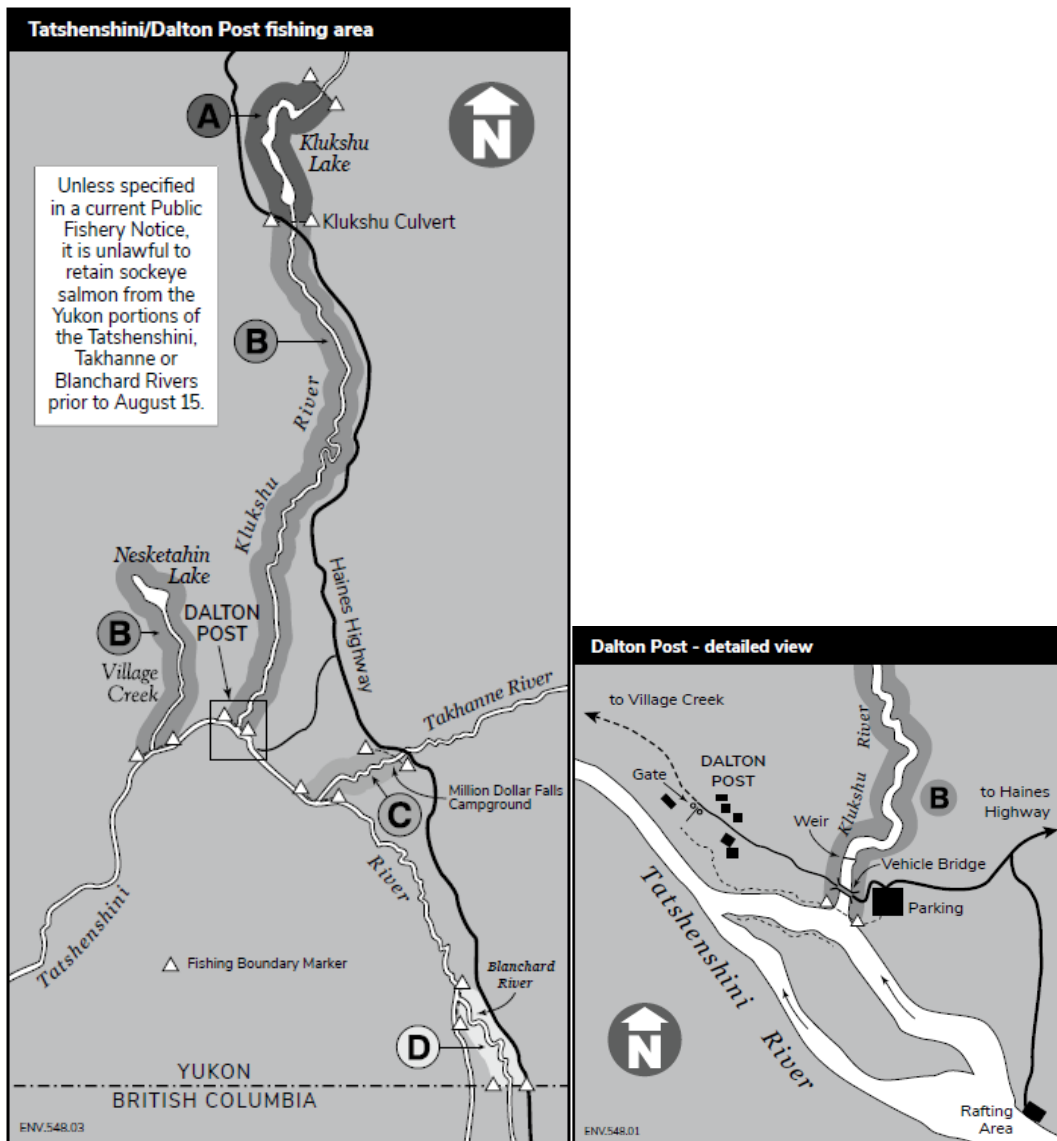 Tatshenshini/Dalton Post fishing area
A
N
Klukshu
Lake
Unless specified
in a current Public
Fishery Notice,
it is unlawful to
retain sockeye
salmon from the
Yukon portions of
the Tatshenshini,
Takhanne or
Blanchard Rivers
prior to August 15.
Klukshu Culvert
B
River
Klukshu
Nesketahin
Lake
Haines Highway
DALTON
POST
B
Village
Creek
Takhanne River
Million Dollar Falls
Campground
C
River
Tatshenshini
Fishing Boundary Marker
Blanchard
River
D
YUKON
BRITISH COLUMBIA
ENV.548.03
Dalton Post - detailed view
to Village Creek
Klukshu River
DALTON
POST
Gate
B
to Haines
Highway
Weir
Vehicle Bridge
Parking
Tatshenshini River
N
Rafting
Area
ENV.548.01